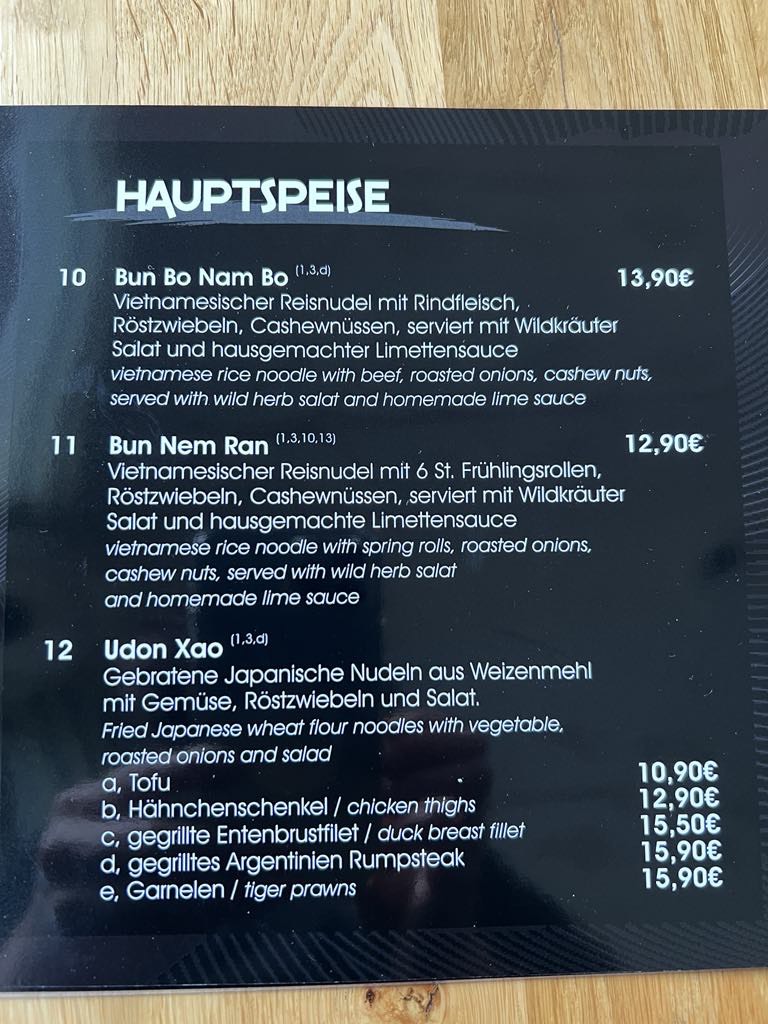 HAUPTSPEISE
10 Bun Bo Nam Bo (1,3,d) 13,90€
Vietnamesischer Reisnudel mit Rindfleisch,
Röstzwiebeln, Cashewnüssen, serviert mit Wildkräuter
Salat und hausgemachter Limettensauce
vietnamese rice noodle with beef, roasted onions, cashew nuts,
served with wild herb salat and homemade lime sauce
11 Bun Nem Ran (1,3,10,13) 12,90€
Vietnamesischer Reisnudel mit 6 St. Frühlingsrollen,
Röstzwiebeln, Cashewnüssen, serviert mit Wildkräuter
Salat und hausgemachte Limettensauce
vietnamese rice noodle with spring rolls, roasted onions,
cashew nuts, served with wild herb salat
and homemade lime sauce
12 Udon Xao (1,3,d)
Gebratene Japanische Nudeln aus Weizenmehl
mit Gemüse, Röstzwiebeln und Salat.
Fried Japanese wheat flour noodles with vegetable,
roasted onions and salad
a, Tofu 10,90€
b, Hähnchenschenkel / chicken thighs 12,90€
c, gegrillte Entenbrustfilet / duck breast fillet 15,50€
d, gegrilltes Argentinien Rumpsteak 15,90€
e, Garnelen / tiger prawns 15,90€